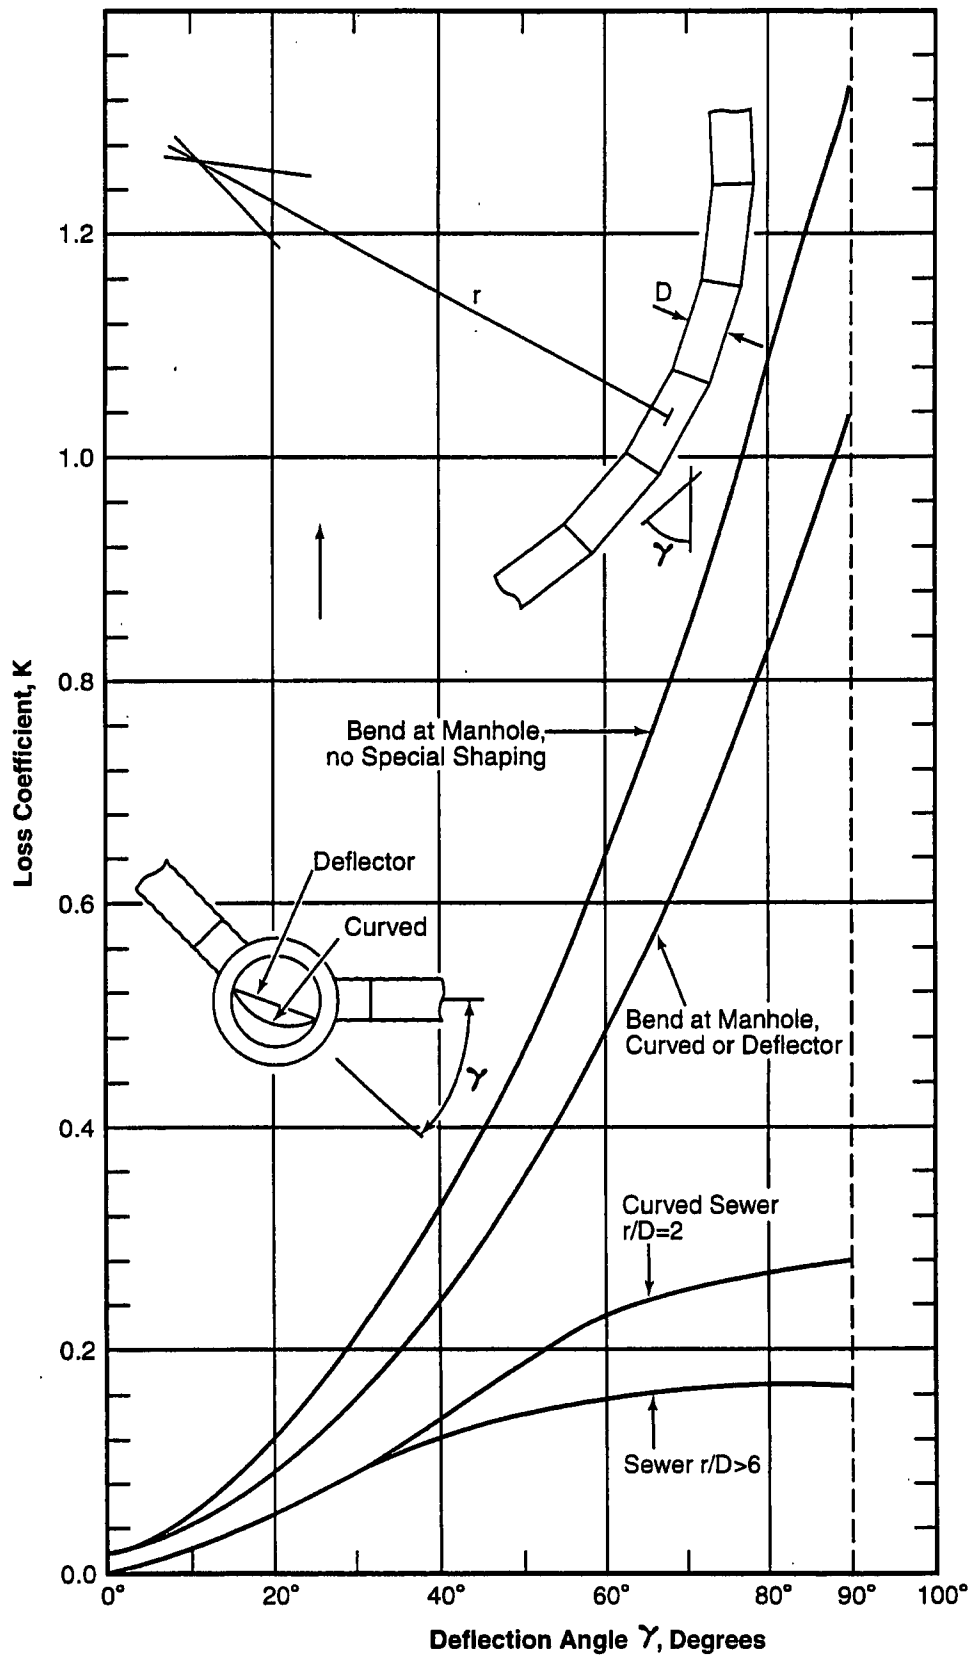 1.2
D
r
1.0
γ
0.8
Loss Coefficient, K
Bend at Manhole,
no Special Shaping
Deflector
0.6
Curved
Bend at Manhole,
Curved or Deflector
γ
0.4
Curved Sewer
r/D=2
0.2
Sewer r/D>6
0.0
0° 20° 40° 60° 80° 90° 100°
Deflection Angle γ, Degrees